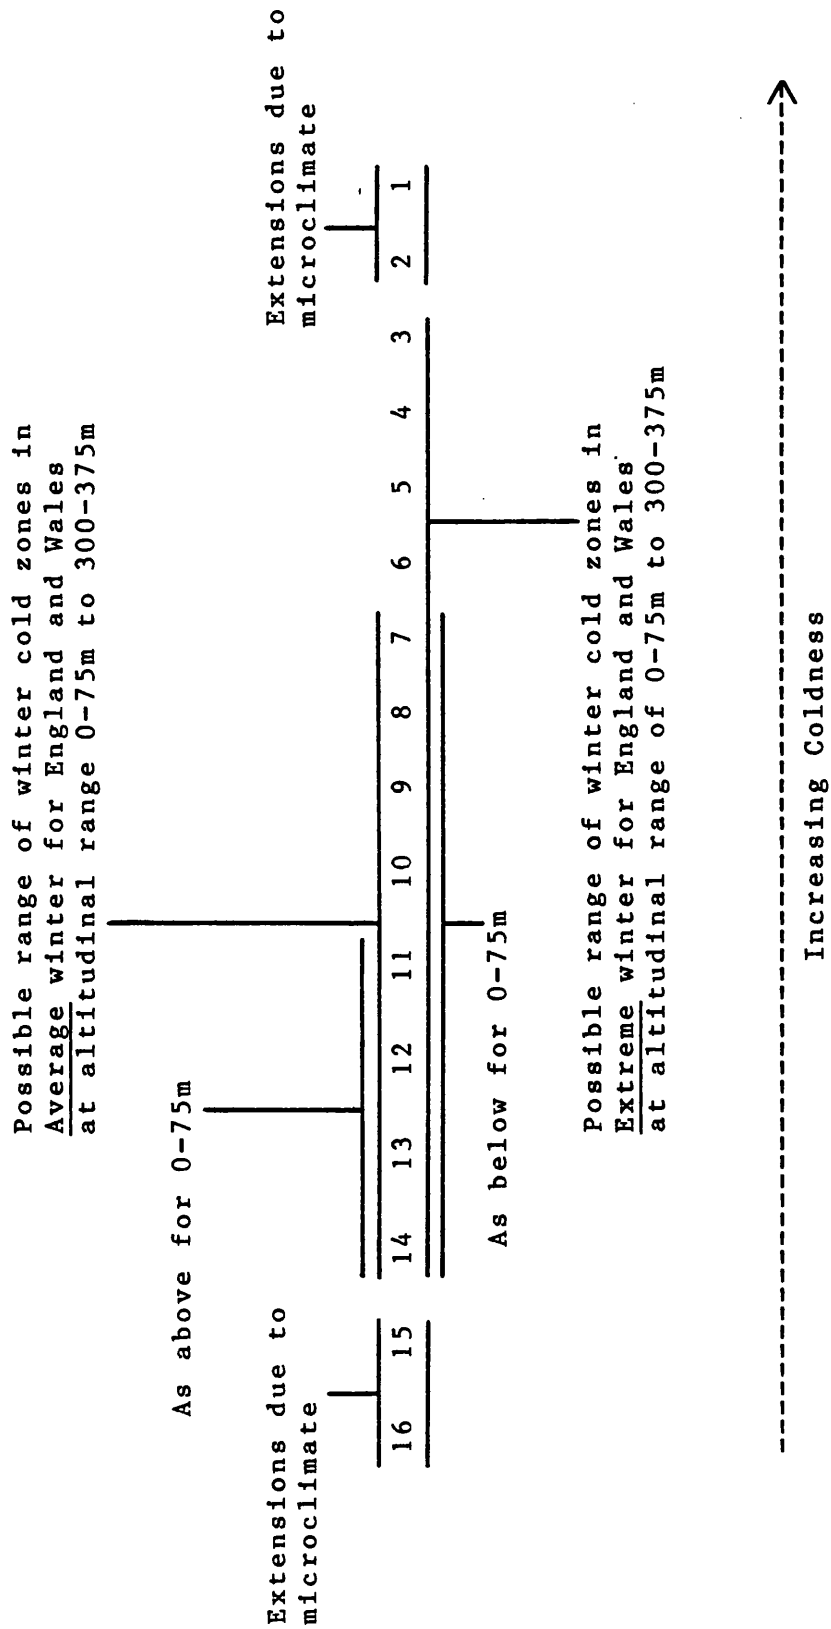 Possible range of winter cold zones in
Average winter for England and Wales
at altitudinal range 0-75m to 300-375m
As above for 0-75m
Extensions due to
microclimate
Extensions due to
microclimate
16 15 14 13 12 11 10 9 8 7 6 5 4 3 2 1
As below for 0-75m
Possible range of winter cold zones in
Extreme winter for England and Wales
at altitudinal range of 0-75m to 300-375m
Increasing Coldness